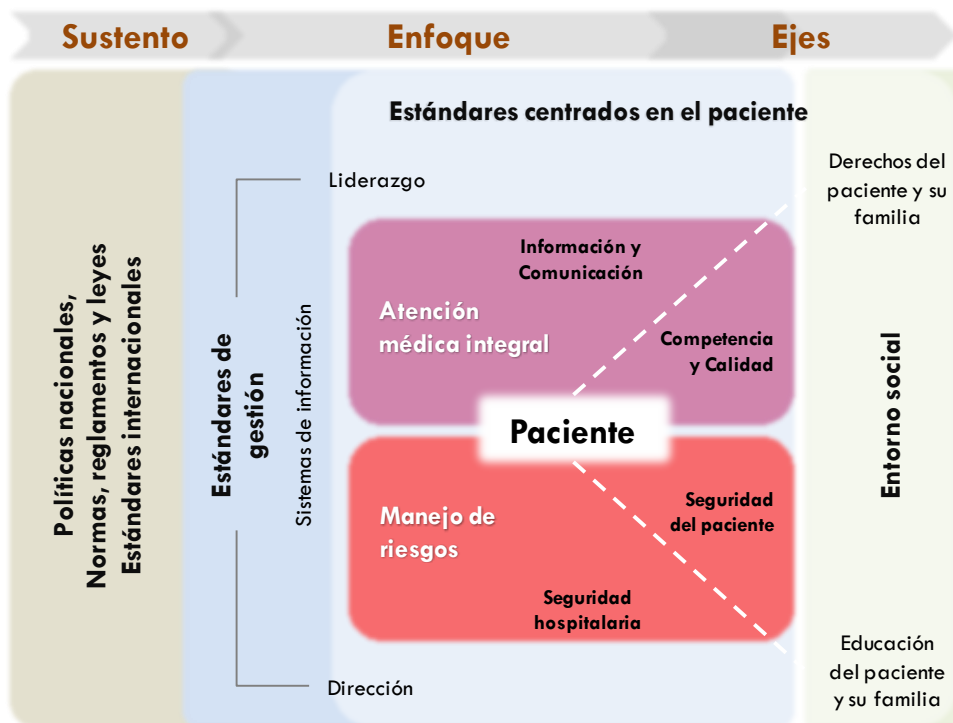 Sustento
Enfoque
Ejes
Políticas nacionales,
Normas, reglamentos y leyes
Estándares internacionales
Estándares de
gestión
Liderazgo
Sistemas de información
Dirección
Estándares centrados en el paciente
Información y
Comunicación
Atención
médica integral
Competencia
y Calidad
Paciente
Manejo de
riesgos
Seguridad
del paciente
Seguridad
hospitalaria
Derechos del
paciente y su
familia
Entorno social
Educación
del paciente
y su familia